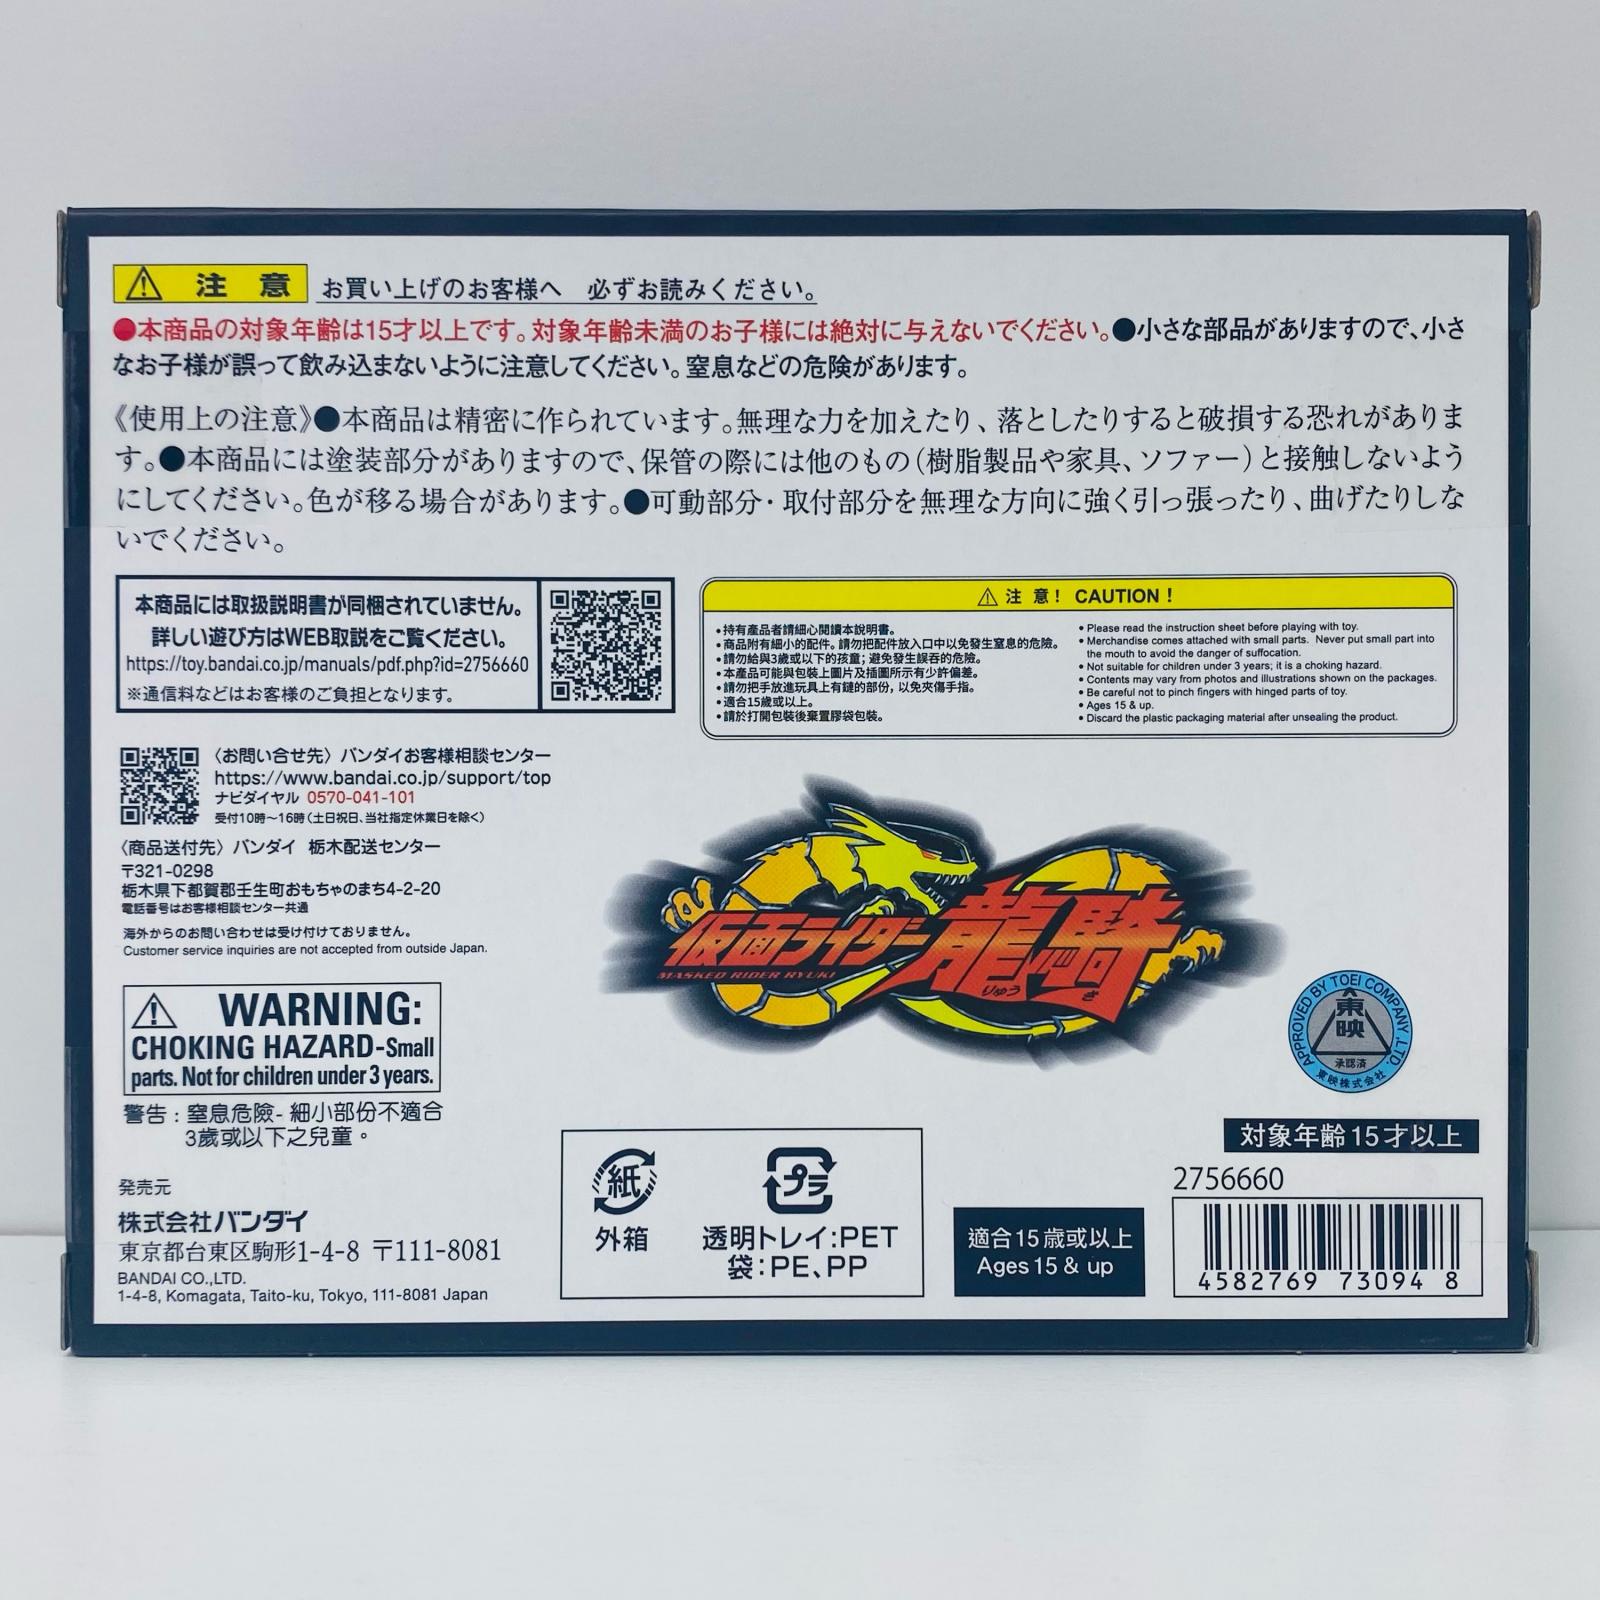 注意 お買い上げのお客様へ 必ずお読みください。
●本商品の対象年齢は15才以上です。対象年齢未満のお子様には絶対に与えないでください。●小さな部品がありますので、小さ
なお子様が誤って飲み込まないように注意してください。窒息などの危険があります。
《使用上の注意》●本商品は精密に作られています。無理な力を加えたり、落としたりすると破損する恐れがありま
す。●本商品には塗装部分がありますので、保管の際には他のもの(樹脂製品や家具、ソファー)と接触しないよう
にしてください。色が移る場合があります。●可動部分・取付部分を無理な方向に強く引っ張ったり、曲げたりしな
いでください。
本商品には取扱説明書が同梱されていません。
詳しい遊び方はWEB取説をご覧ください。
https://toy.bandai.co.jp/manuals/pdf.php?id=2756660
※通信料などはお客様のご負担となります。
注意! CAUTION!
•持有產品者請細心閱讀本說明書。
•商品附有細小的配件。請勿把配件放入口中以免發生窒息的危險。
•請勿給與3歲或以下的孩童;避免發生誤吞的危險。
•本產品可能與包裝上圖片及插圖所示有少許偏差。
•請勿把手放進玩具上有鏈的部份,以免夾傷手指。
•適合15歲或以上。
•請於打開包裝後棄置膠袋包裝。
• Please read the instruction sheet before playing with toy.
• Merchandise comes attached with small parts. Never put small part into
the mouth to avoid the danger of suffocation.
• Not suitable for children under 3 years; it is a choking hazard.
• Contents may vary from photos and illustrations shown on the packages.
• Be careful not to pinch fingers with hinged parts of toy.
• Ages 15 & up.
• Discard the plastic packaging material after unsealing the product.
〈お問い合せ先〉バンダイお客様相談センター
https://www.bandai.co.jp/support/top
ナビダイヤル 0570-041-101
受付10時〜16時(土日祝日、当社指定休業日を除く)
〈商品送付先〉バンダイ 栃木配送センター
〒321-0298
栃木県下都賀郡壬生町おもちゃのまち4-2-20
電話番号はお客様相談センター共通
海外からのお問い合わせは受け付けておりません。
Customer service inquiries are not accepted from outside Japan.
仮面ライダー龍騎
MASKED RIDER RYUKI
りゅう き
APPROVED BY TOEI COMPANY, LTD.
東映
承認済
東映株式会社
WARNING:
CHOKING HAZARD-Small
parts. Not for children under 3 years.
警告:窒息危險-細小部份不適合
3歲或以下之兒童。
発売元
株式会社バンダイ
東京都台東区駒形1-4-8 〒111-8081
BANDAI CO.,LTD.
1-4-8, Komagata, Taito-ku, Tokyo, 111-8081 Japan
紙
外箱
プラ
透明トレイ:PET
袋:PE、PP
適合15歲或以上
Ages 15 & up
対象年齢15才以上
2756660
4582769 73094 8